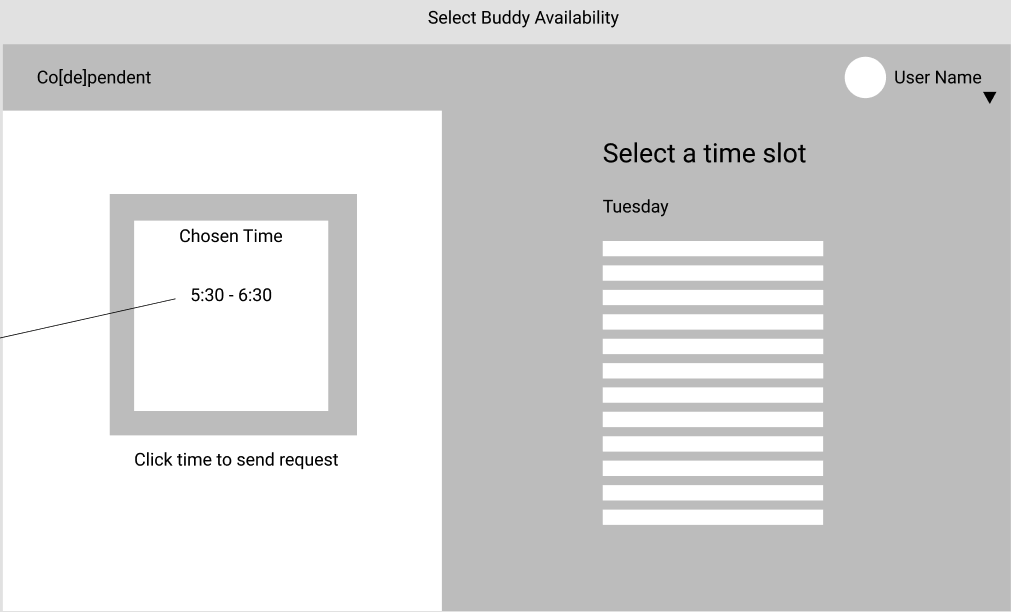 Select Buddy Availability
Co[de]pendent
User Name
Chosen Time
5:30 - 6:30
Click time to send request
Select a time slot
Tuesday